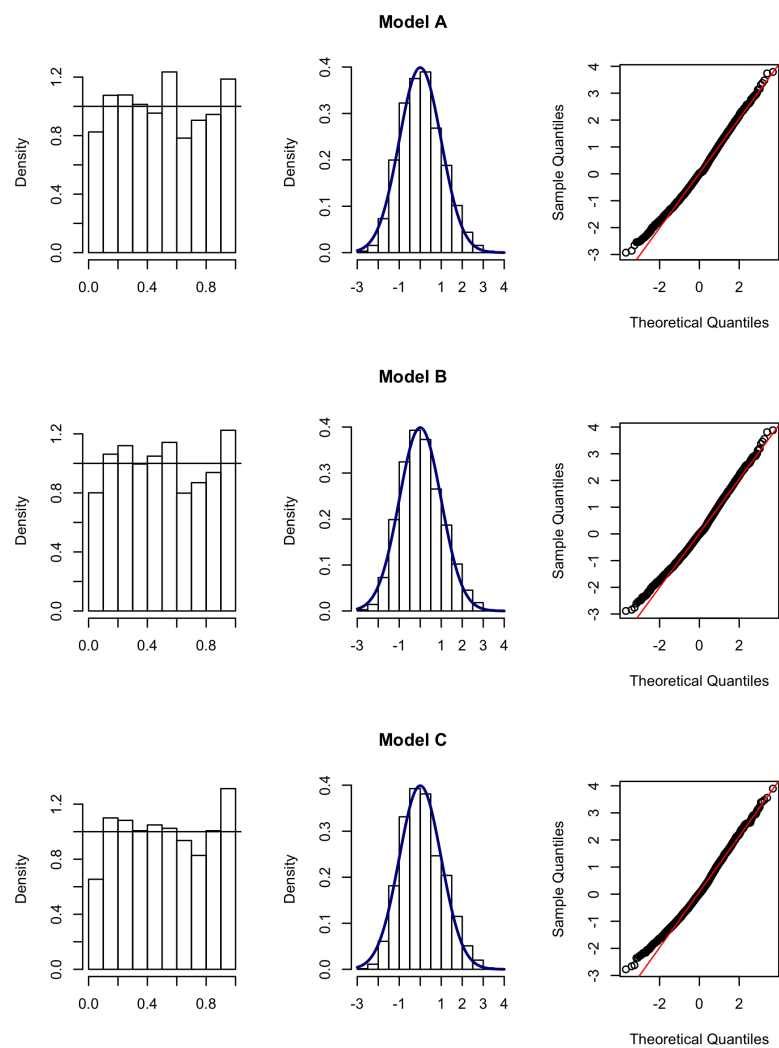 Model A
Density
0.0 0.4 0.8 1.2
0.0 0.4 0.8
Density
0.0 0.1 0.2 0.3 0.4
-3 -1 1 2 3 4
Sample Quantiles
-3 -2 -1 0 1 2 3 4
-2 0 2
Theoretical Quantiles
Model B
Density
0.0 0.4 0.8 1.2
0.0 0.4 0.8
Density
0.0 0.1 0.2 0.3 0.4
-3 -1 1 2 3 4
Sample Quantiles
-3 -2 -1 0 1 2 3 4
-2 0 2
Theoretical Quantiles
Model C
Density
0.0 0.4 0.8 1.2
0.0 0.4 0.8
Density
0.0 0.1 0.2 0.3 0.4
-3 -1 1 2 3 4
Sample Quantiles
-3 -2 -1 0 1 2 3 4
-2 0 2
Theoretical Quantiles